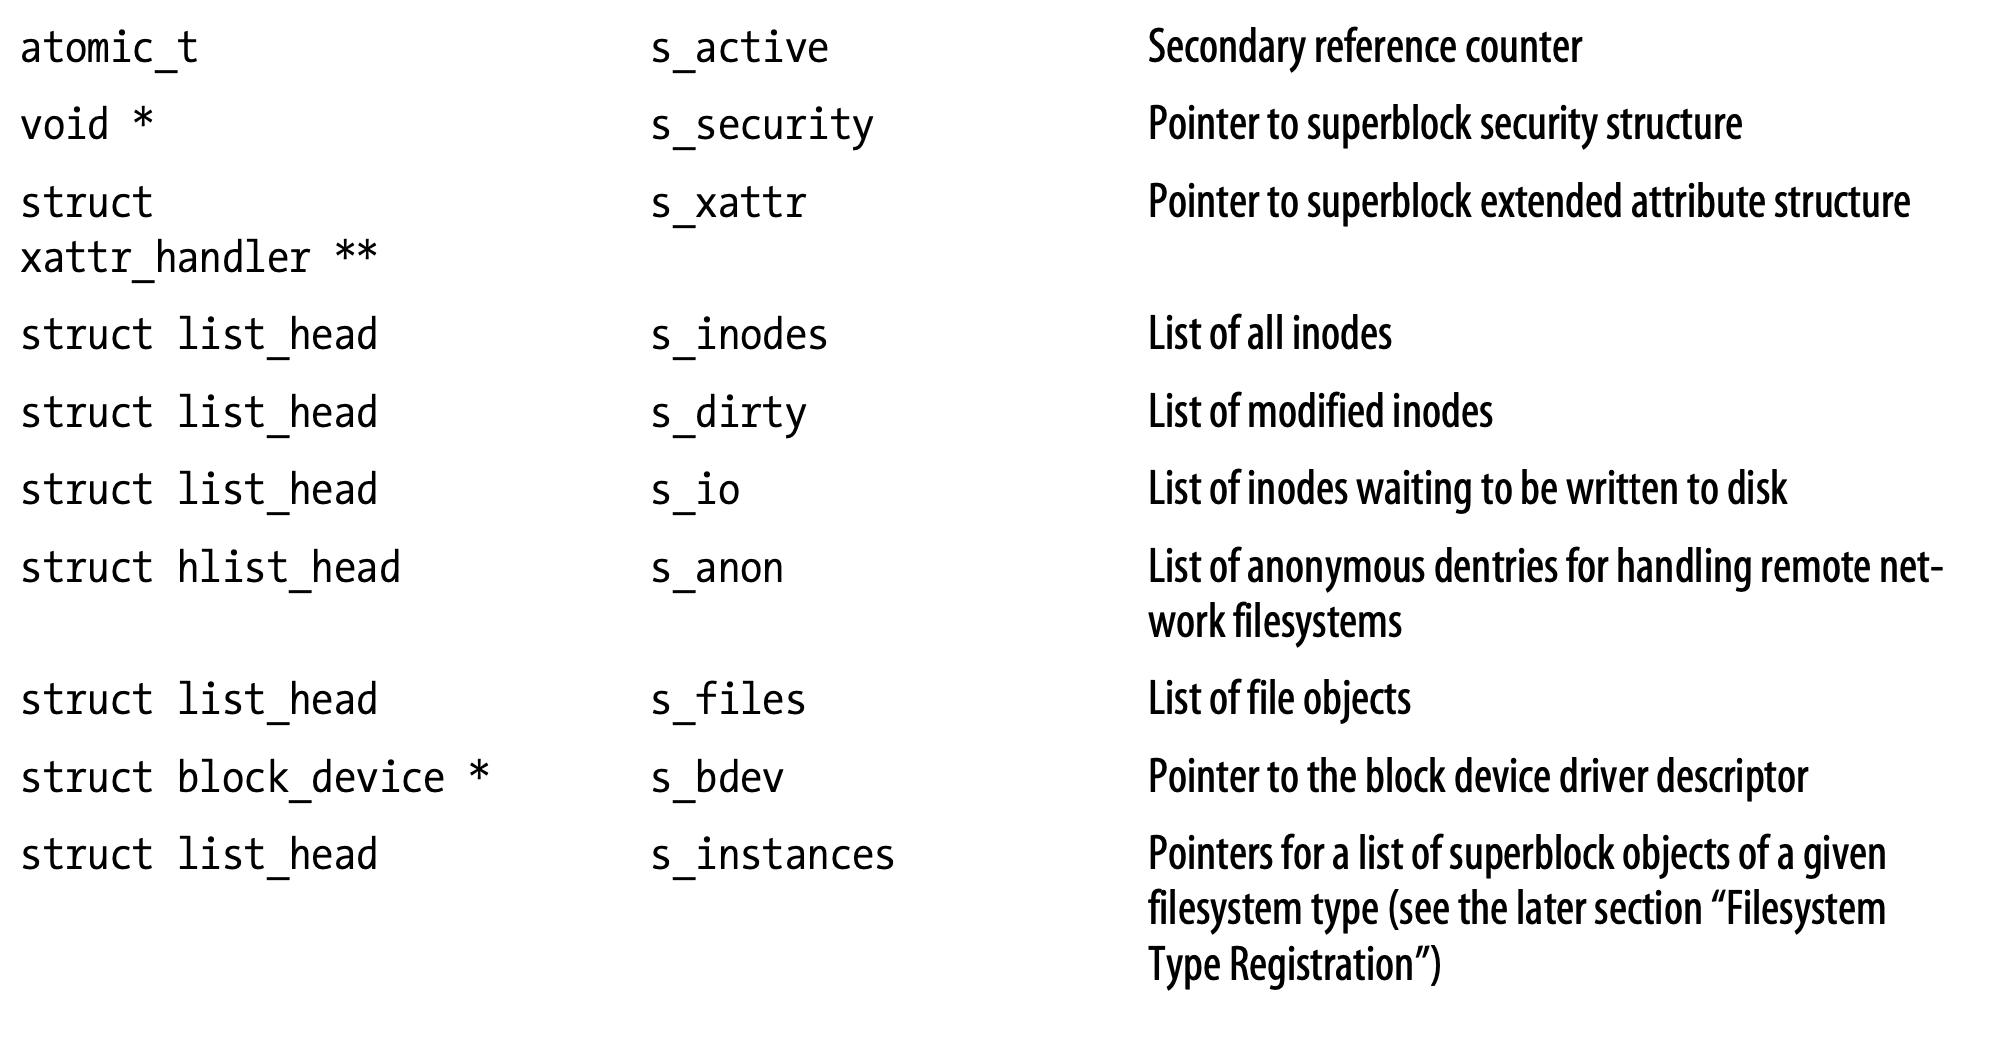 atomic_t s_active Secondary reference counter
void * s_security Pointer to superblock security structure
struct s_xattr Pointer to superblock extended attribute structure
xattr_handler **
struct list_head s_inodes List of all inodes
struct list_head s_dirty List of modified inodes
struct list_head s_io List of inodes waiting to be written to disk
struct hlist_head s_anon List of anonymous dentries for handling remote net-
work filesystems
struct list_head s_files List of file objects
struct block_device * s_bdev Pointer to the block device driver descriptor
struct list_head s_instances Pointers for a list of superblock objects of a given
filesystem type (see the later section “Filesystem
Type Registration”)